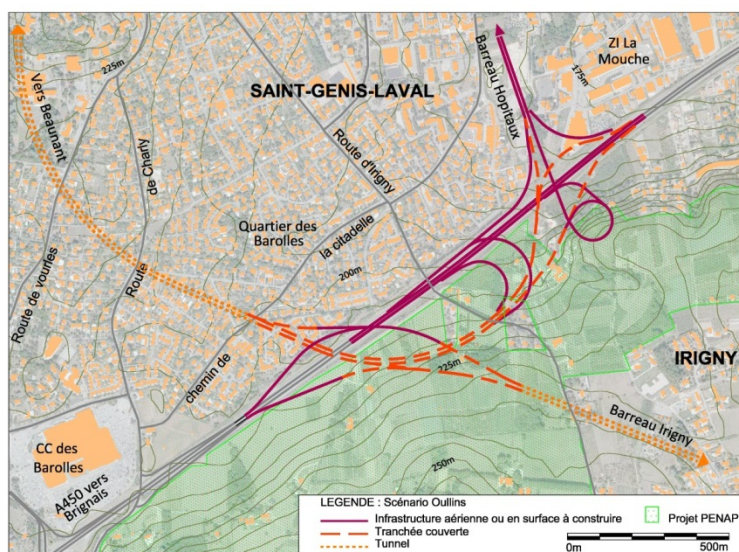 225m
Vers Beaunant
SAINT-GENIS-LAVAL
Barreau Hopitaux
ZI La
Mouche
175m
Route d'Irigny
de Chany
Route
Route de vourles
Quartier des
Barolles
la citadelle
chemin de
200m
225m
IRIGNY
Barreau Irigny
CC des
Barolles
A450 vers
Brignais
250m
LEGENDE : Scénario Oullins
Infrastructure aérienne ou en surface à construire
Projet PENAP
Tranchée couverte
Tunnel
0m 500m